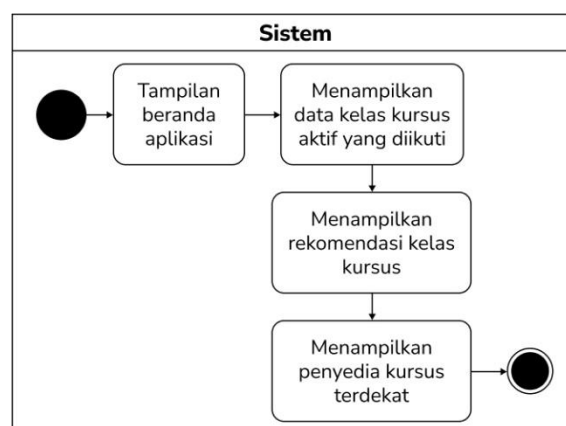 Sistem
Tampilan
beranda
aplikasi
Menampilkan
data kelas kursus
aktif yang diikuti
Menampilkan
rekomendasi kelas
kursus
Menampilkan
penyedia kursus
terdekat